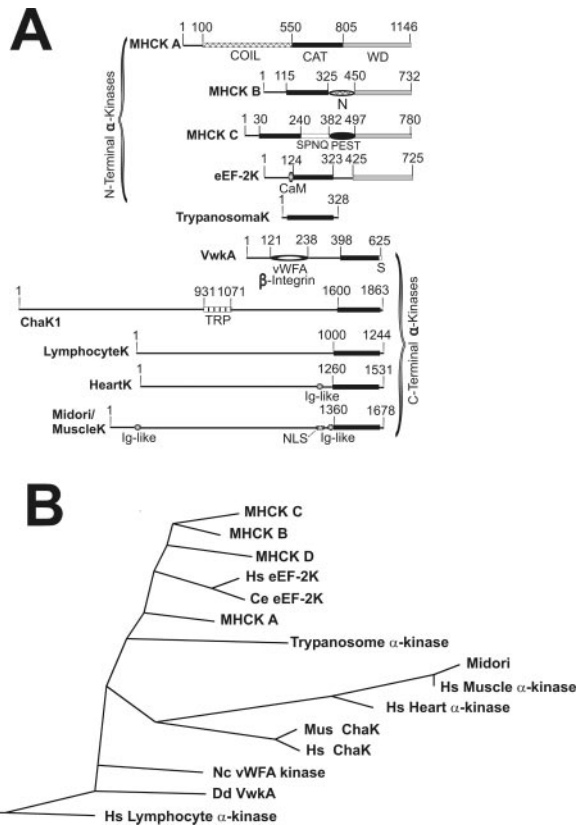 A
1 100 550 805 1146
MHCK A
COIL CAT WD
1 115 325 450 732
MHCK B
N
1 30 240 382 497 780
MHCK C
SPNQ PEST
1 124 323 425 725
eEF-2K
CaM
1 328
TrypanosomaK
N-Terminal α-Kinases
1 121 238 398 625
VwkA
vWFA S
β-Integrin
1 931 1071 1600 1863
ChaK1 TRP
1 1000 1244
LymphocyteK
1 1260 1531
HeartK
Ig-like
1 1360 1678
Midori/
MuscleK
Ig-like NLS Ig-like
C-Terminal α-Kinases
B
MHCK C
MHCK B
MHCK D
Hs eEF-2K
Ce eEF-2K
MHCK A
Trypanosome α-kinase
Midori
Hs Muscle α-kinase
Hs Heart α-kinase
Mus ChaK
Hs ChaK
Nc vWFA kinase
Dd VwkA
Hs Lymphocyte α-kinase